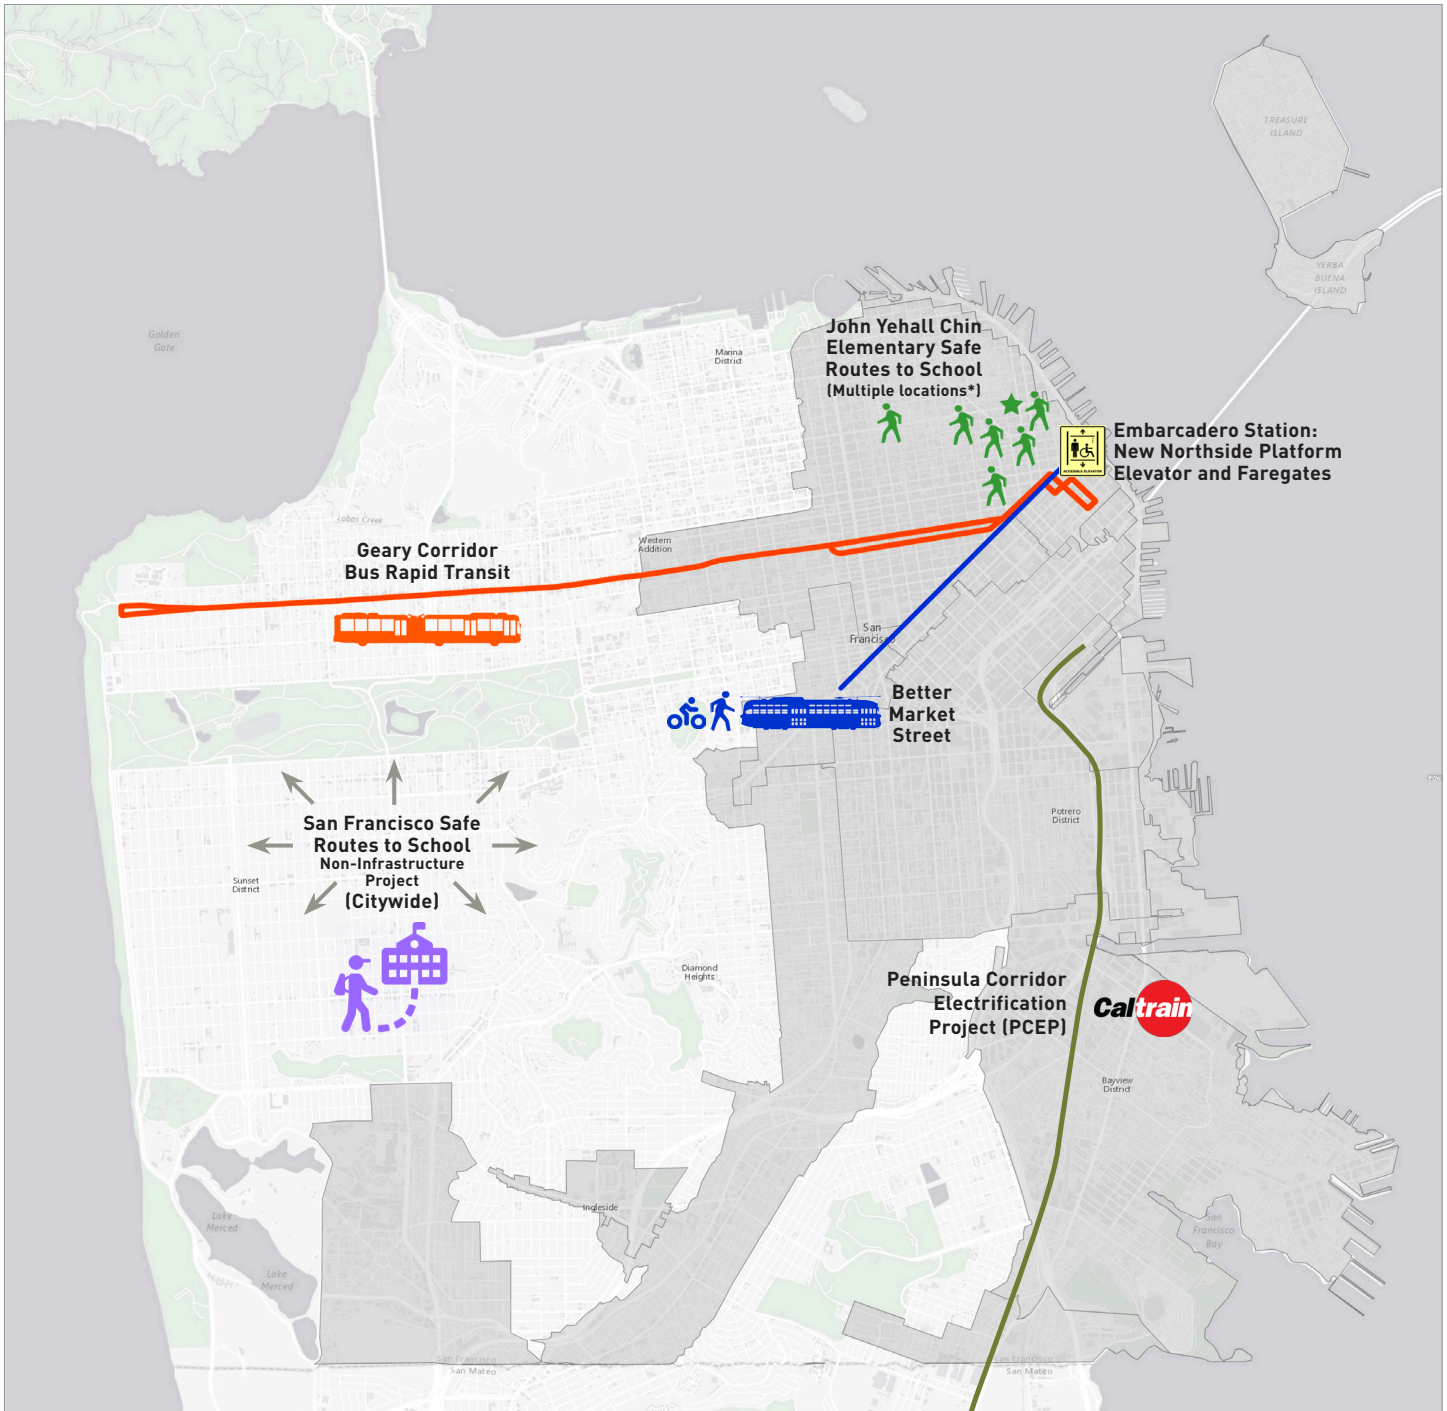 TREASURE
ISLAND
YERBA
BUENA
ISLAND
Golden
Gate
Marina
District
John Yehall Chin
Elementary Safe
Routes to School
(Multiple locations*)
ACCESSIBLE ELEVATOR
Embarcadero Station:
New Northside Platform
Elevator and Faregates
Lobos Creek
Western
Addition
Geary Corridor
Bus Rapid Transit
San
Francisco
Better
Market
Street
San Francisco Safe
Routes to School
Non-Infrastructure
Project
(Citywide)
Sunset
District
Potrero
District
Diamond
Heights
Peninsula Corridor
Electrification
Project (PCEP)
Caltrain
Bayview
District
Ingleside
Lake
Merced
Lake
Merced
San
Francisco
Bay
San Francisco
San Mateo
San Francisco
San Mateo